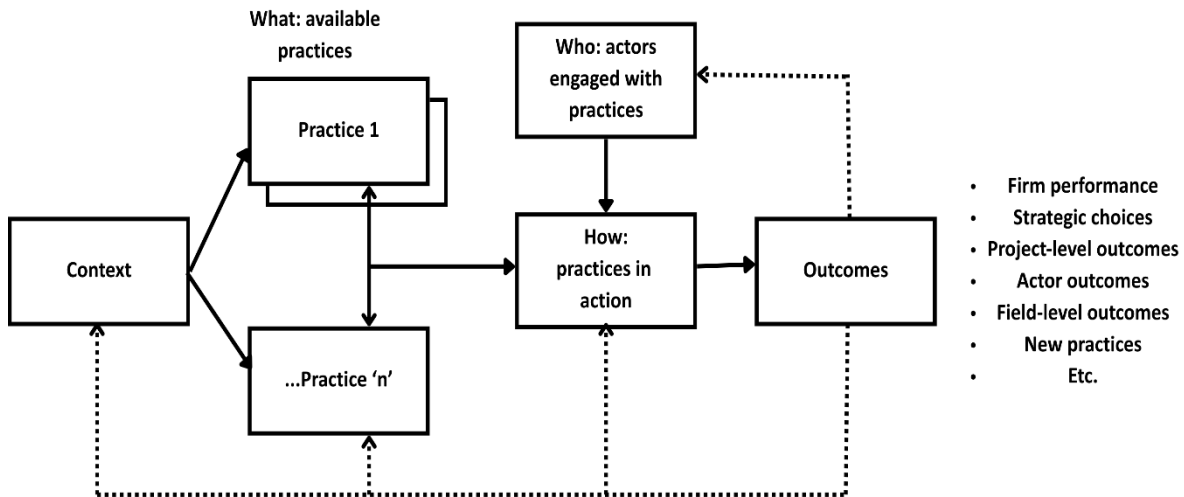 What: available
practices
Practice 1
Context
...Practice ‘n’
Who: actors
engaged with
practices
How:
practices in
action
Outcomes
• Firm performance
• Strategic choices
• Project-level outcomes
• Actor outcomes
• Field-level outcomes
• New practices
• Etc.